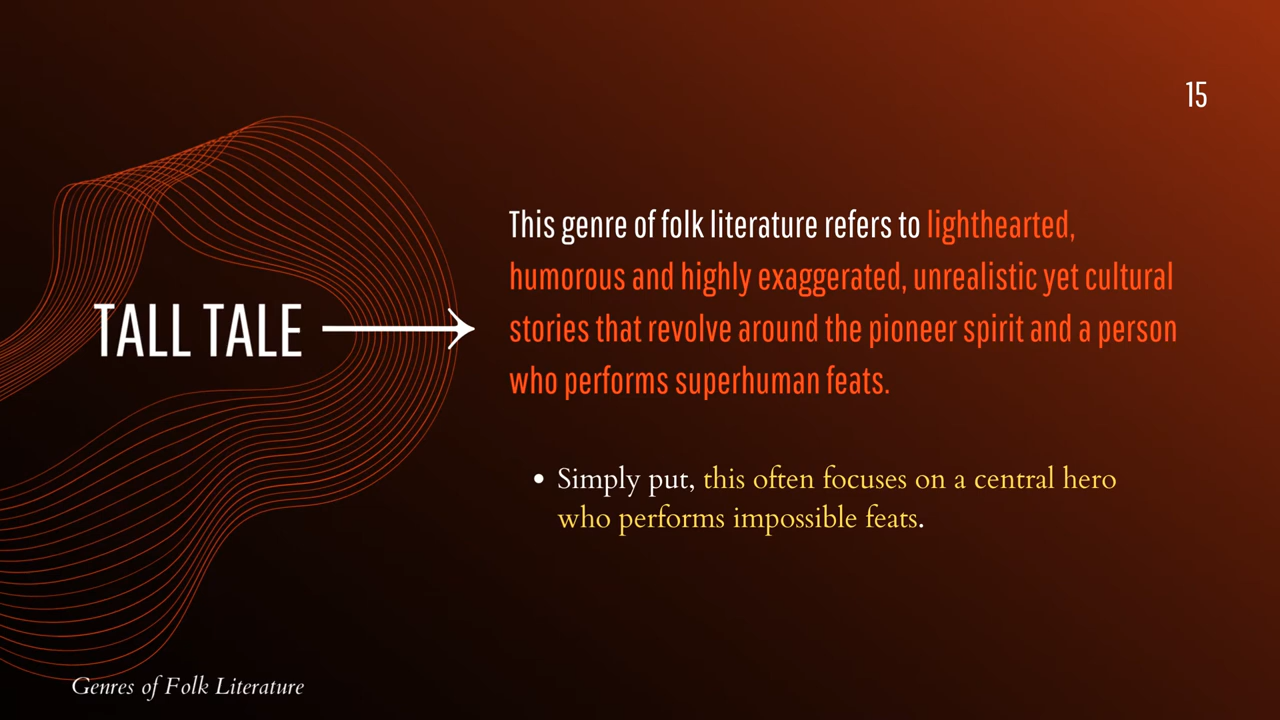 15
This genre of folk literature refers to lighthearted,
humorous and highly exaggerated, unrealistic yet cultural
stories that revolve around the pioneer spirit and a person
who performs superhuman feats.
TALL TALE
• Simply put, this often focuses on a central hero
who performs impossible feats.
Genres of Folk Literature